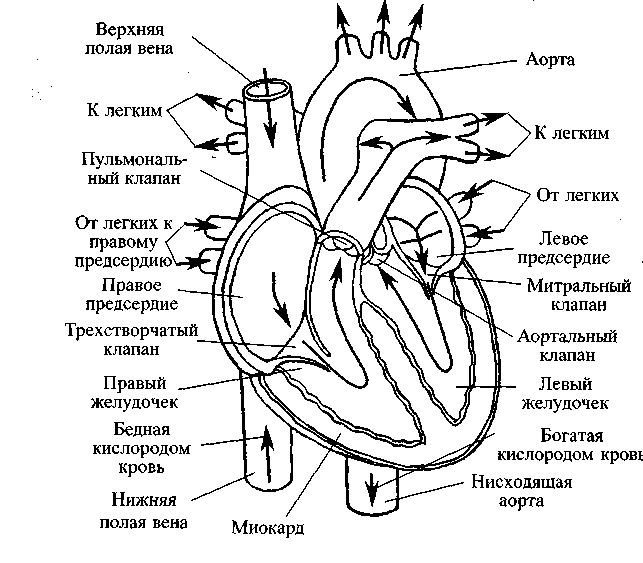 Верхняя
полая вена
К легким
Пульмональ-
ный клапан
От легких к
правому
предсердию
Правое
предсердие
Трехстворчатый
клапан
Правый
желудочек
Бедная
кислородом
кровь
Нижняя
полая вена
Миокард
Аорта
К легким
От легких
Левое
предсердие
Митральный
клапан
Аортальный
клапан
Левый
желудочек
Богатая
кислородом кровь
Нисходящая
аорта